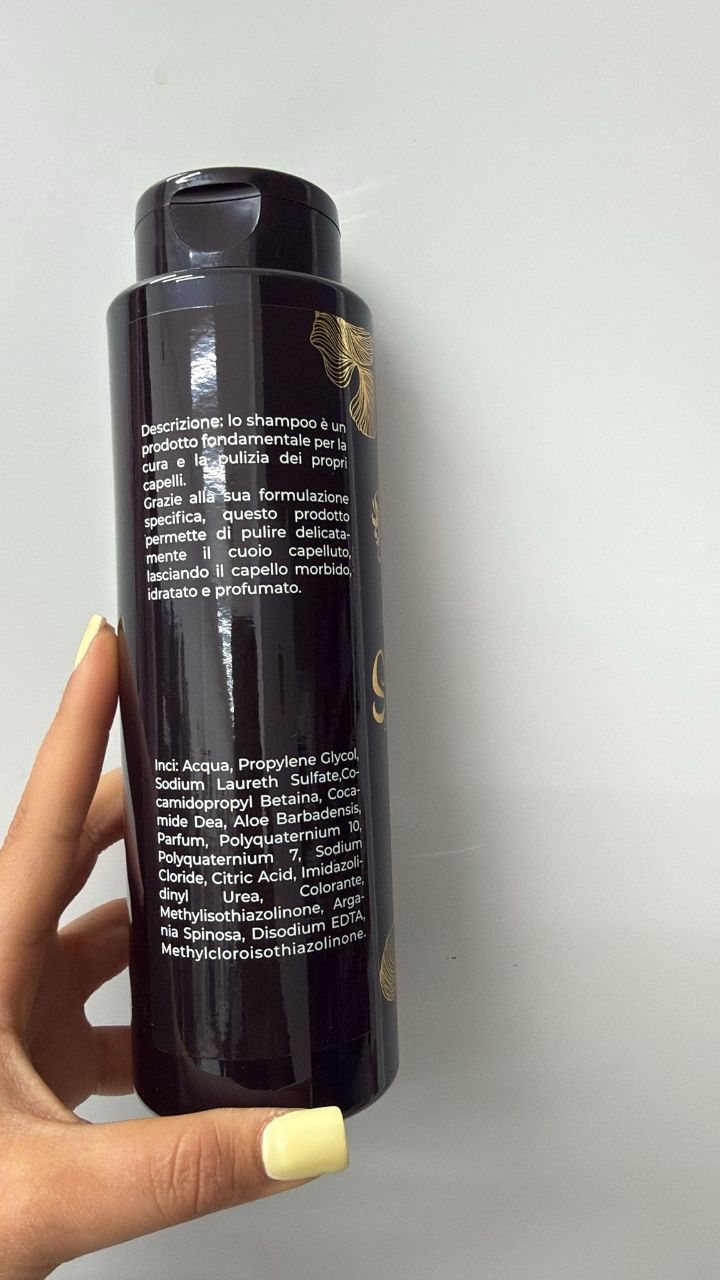 Descrizione: lo shampoo è un
prodotto fondamentale per la
cura e la pulizia dei propri
capelli.
Grazie alla sua formulazione
specifica, questo prodotto
permette di pulire delicata-
mente il cuoio capelluto,
lasciando il capello morbido,
idratato e profumato.
Inci: Acqua, Propylene Glycol,
Sodium Laureth Sulfate,Co-
camidopropyl Betaina, Coca-
mide Dea, Aloe Barbadensis,
Parfum, Polyquaternium 10,
Polyquaternium 7, Sodium
Cloride, Citric Acid, Imidazoli-
dinyl Urea, Colorante,
Methylisothiazolinone, Arga-
nia Spinosa, Disodium EDTA,
Methylcloroisothiazolinone.